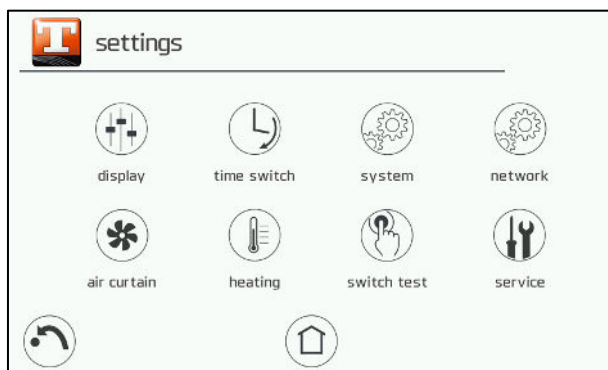 T settings
display time switch system network
air curtain heating switch test service